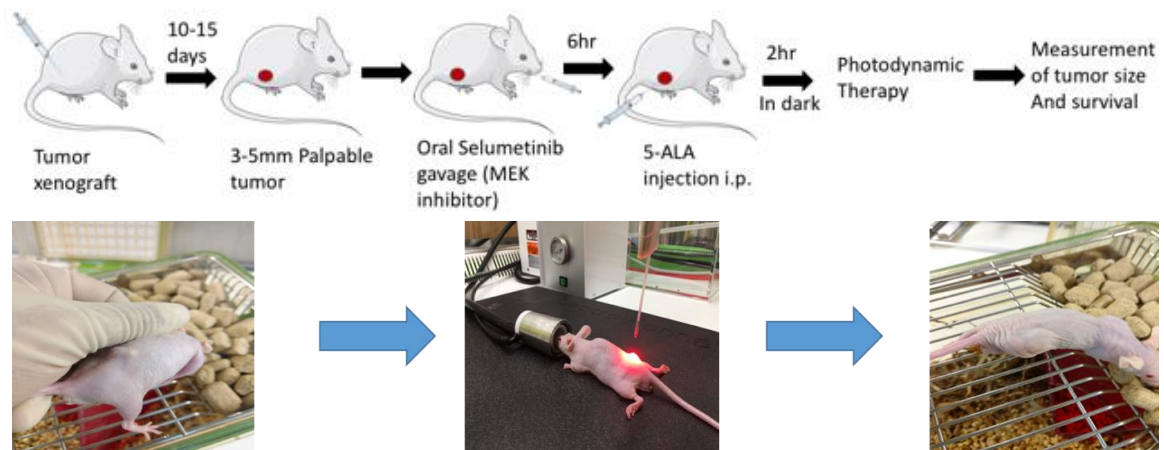 10-15
days
6hr
2hr
In dark
Photodynamic
Therapy
Measurement
of tumor size
And survival
Tumor
xenograft
3-5mm Palpable
tumor
Oral Selumetinib
gavage (MEK
inhibitor)
5-ALA
injection i.p.